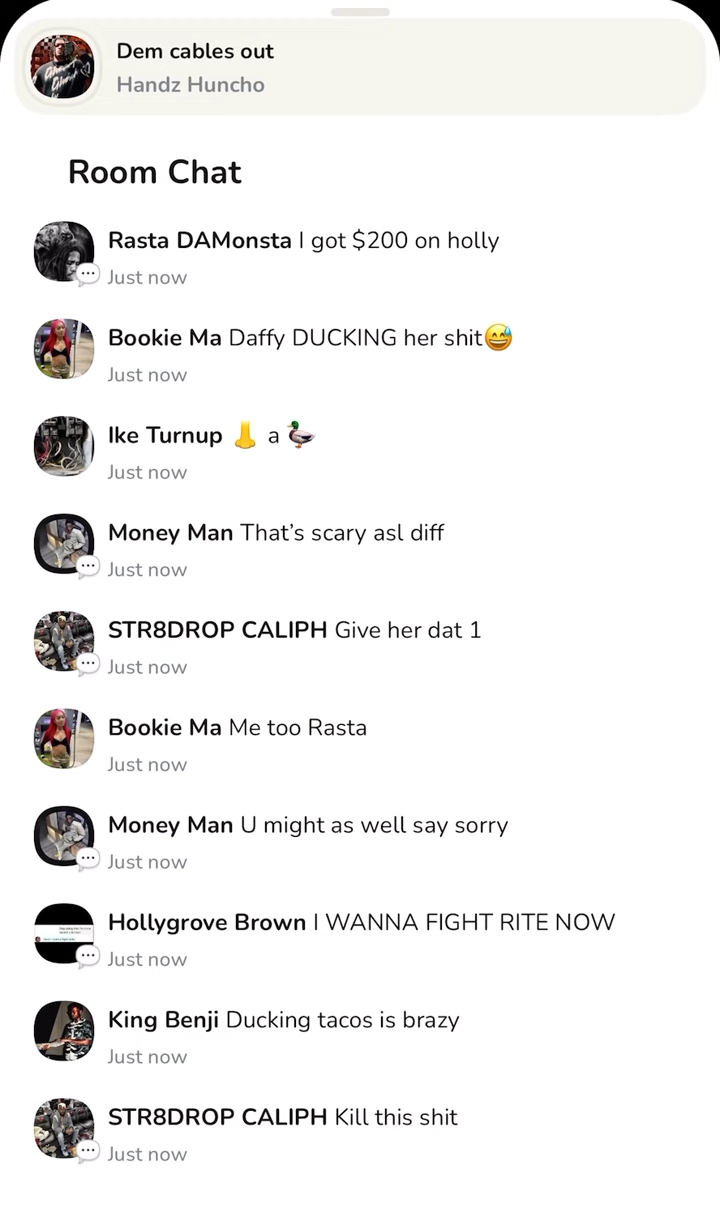 Dem cables out
Handz Huncho
Room Chat
Rasta DAMonsta I got $200 on holly
Just now
Bookie Ma Daffy DUCKING her shit😅
Just now
Ike Turnup 👃 a 🦆
Just now
Money Man That’s scary asl diff
Just now
STR8DROP CALIPH Give her dat 1
Just now
Bookie Ma Me too Rasta
Just now
Money Man U might as well say sorry
Just now
Hollygrove Brown I WANNA FIGHT RITE NOW
Just now
King Benji Ducking tacos is brazy
Just now
STR8DROP CALIPH Kill this shit
Just now